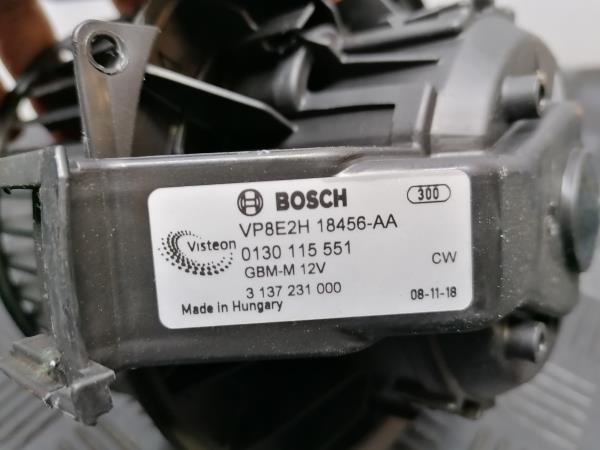 BOSCH
300
VP8E2H 18456-AA
Visteon
0130 115 551
GBM-M 12V
CW
3 137 231 000
08-11-18
Made in Hungary